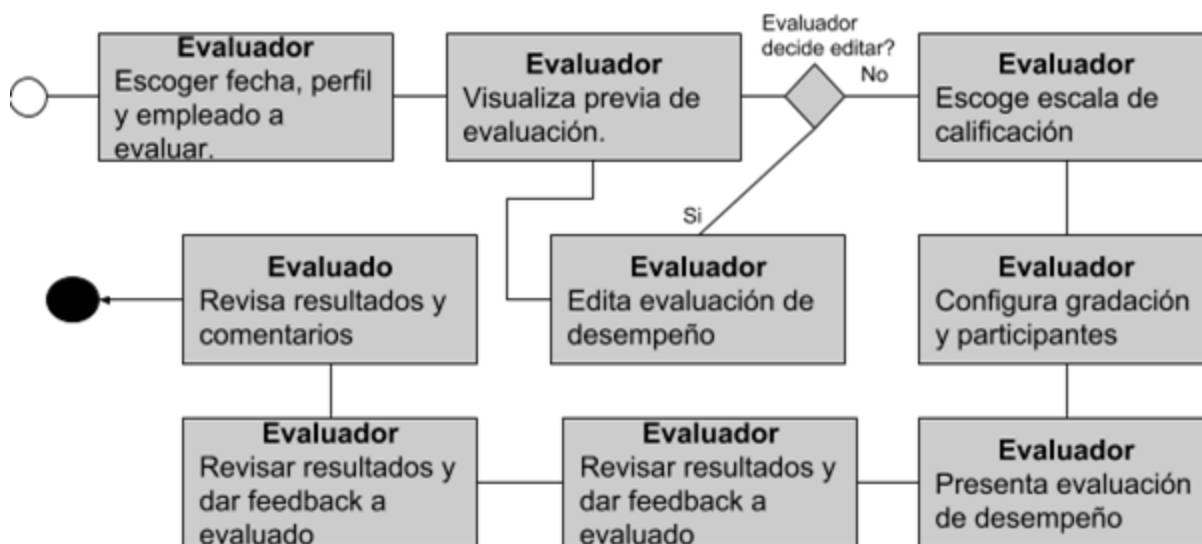 Evaluador
Escoger fecha, perfil
y empleado a
evaluar.
Evaluador
Visualiza previa de
evaluación.
Evaluador
decide editar?
No
Si
Evaluador
Escoge escala de
calificación
Evaluado
Revisa resultados y
comentarios
Evaluador
Edita evaluación de
desempeño
Evaluador
Configura gradación
y participantes
Evaluador
Revisar resultados y
dar feedback a
evaluado
Evaluador
Revisar resultados y
dar feedback a
evaluado
Evaluador
Presenta evaluación
de desempeño